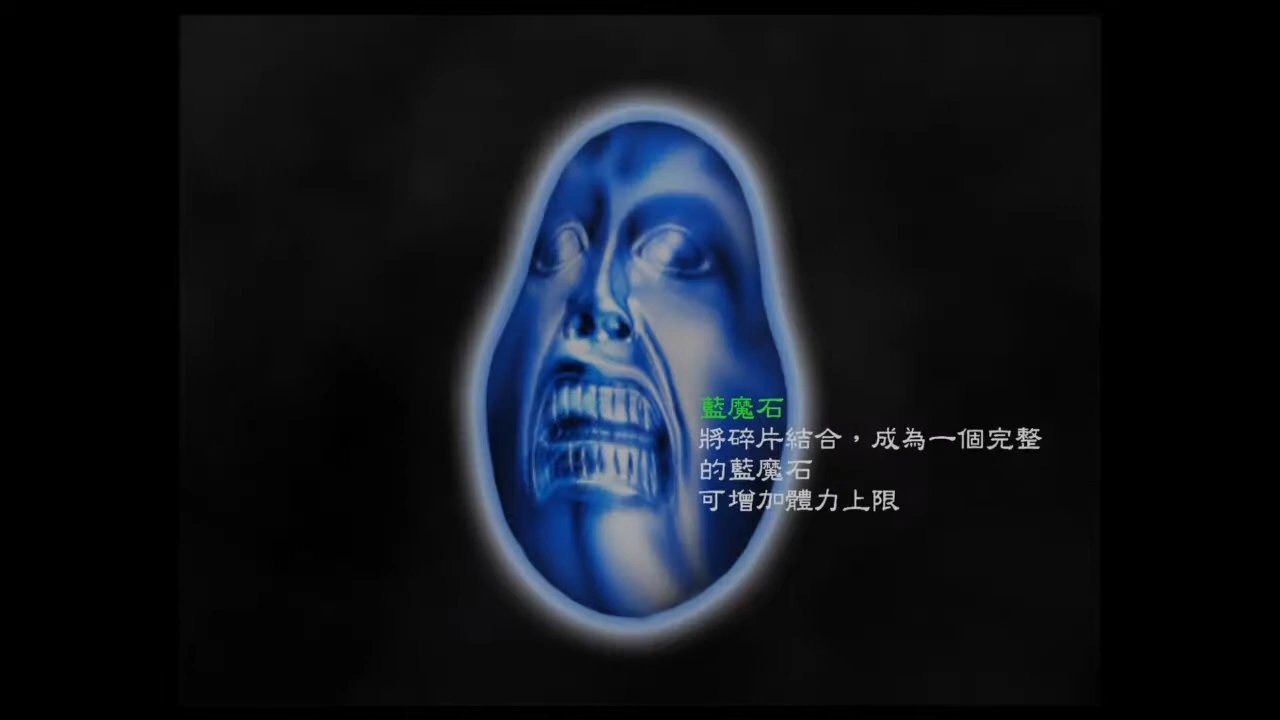 藍魔石
將碎片結合，成為一個完整
的藍魔石
可增加體力上限